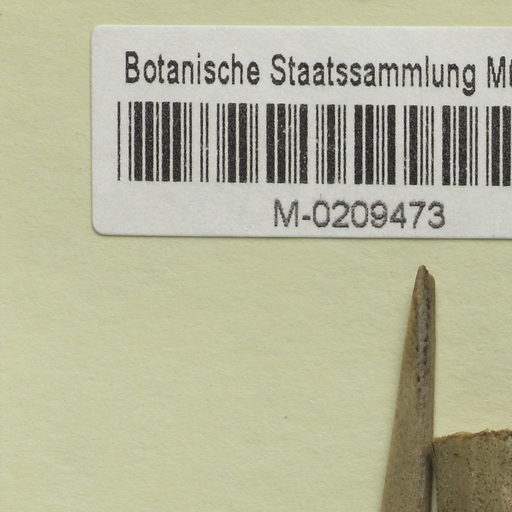 Botanische Staatssammlung
M-0209473